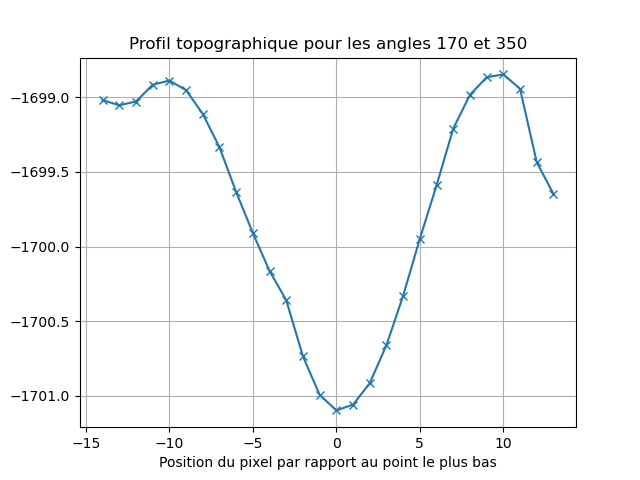 Profil topographique pour les angles 170 et 350
−1699.0
−1699.5
−1700.0
−1700.5
−1701.0
−15 −10 −5 0 5 10
Position du pixel par rapport au point le plus bas